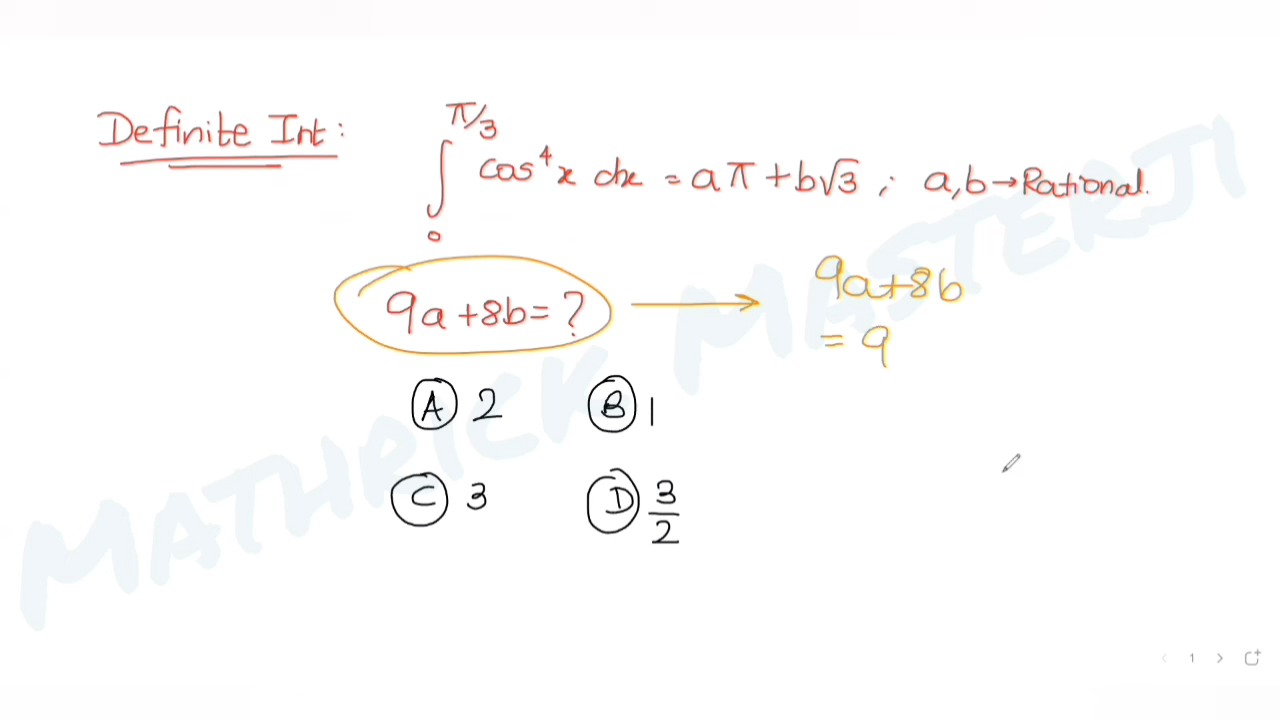 Definite Int:
∫₀^π/3 cos⁴x dx = aπ + b√3 ; a,b → Rational.
9a + 8b = ? → 9a+8b
= 9
(A) 2 (B) 1
(C) 3 (D) 3/2
MATHRICK MASTERJI
1